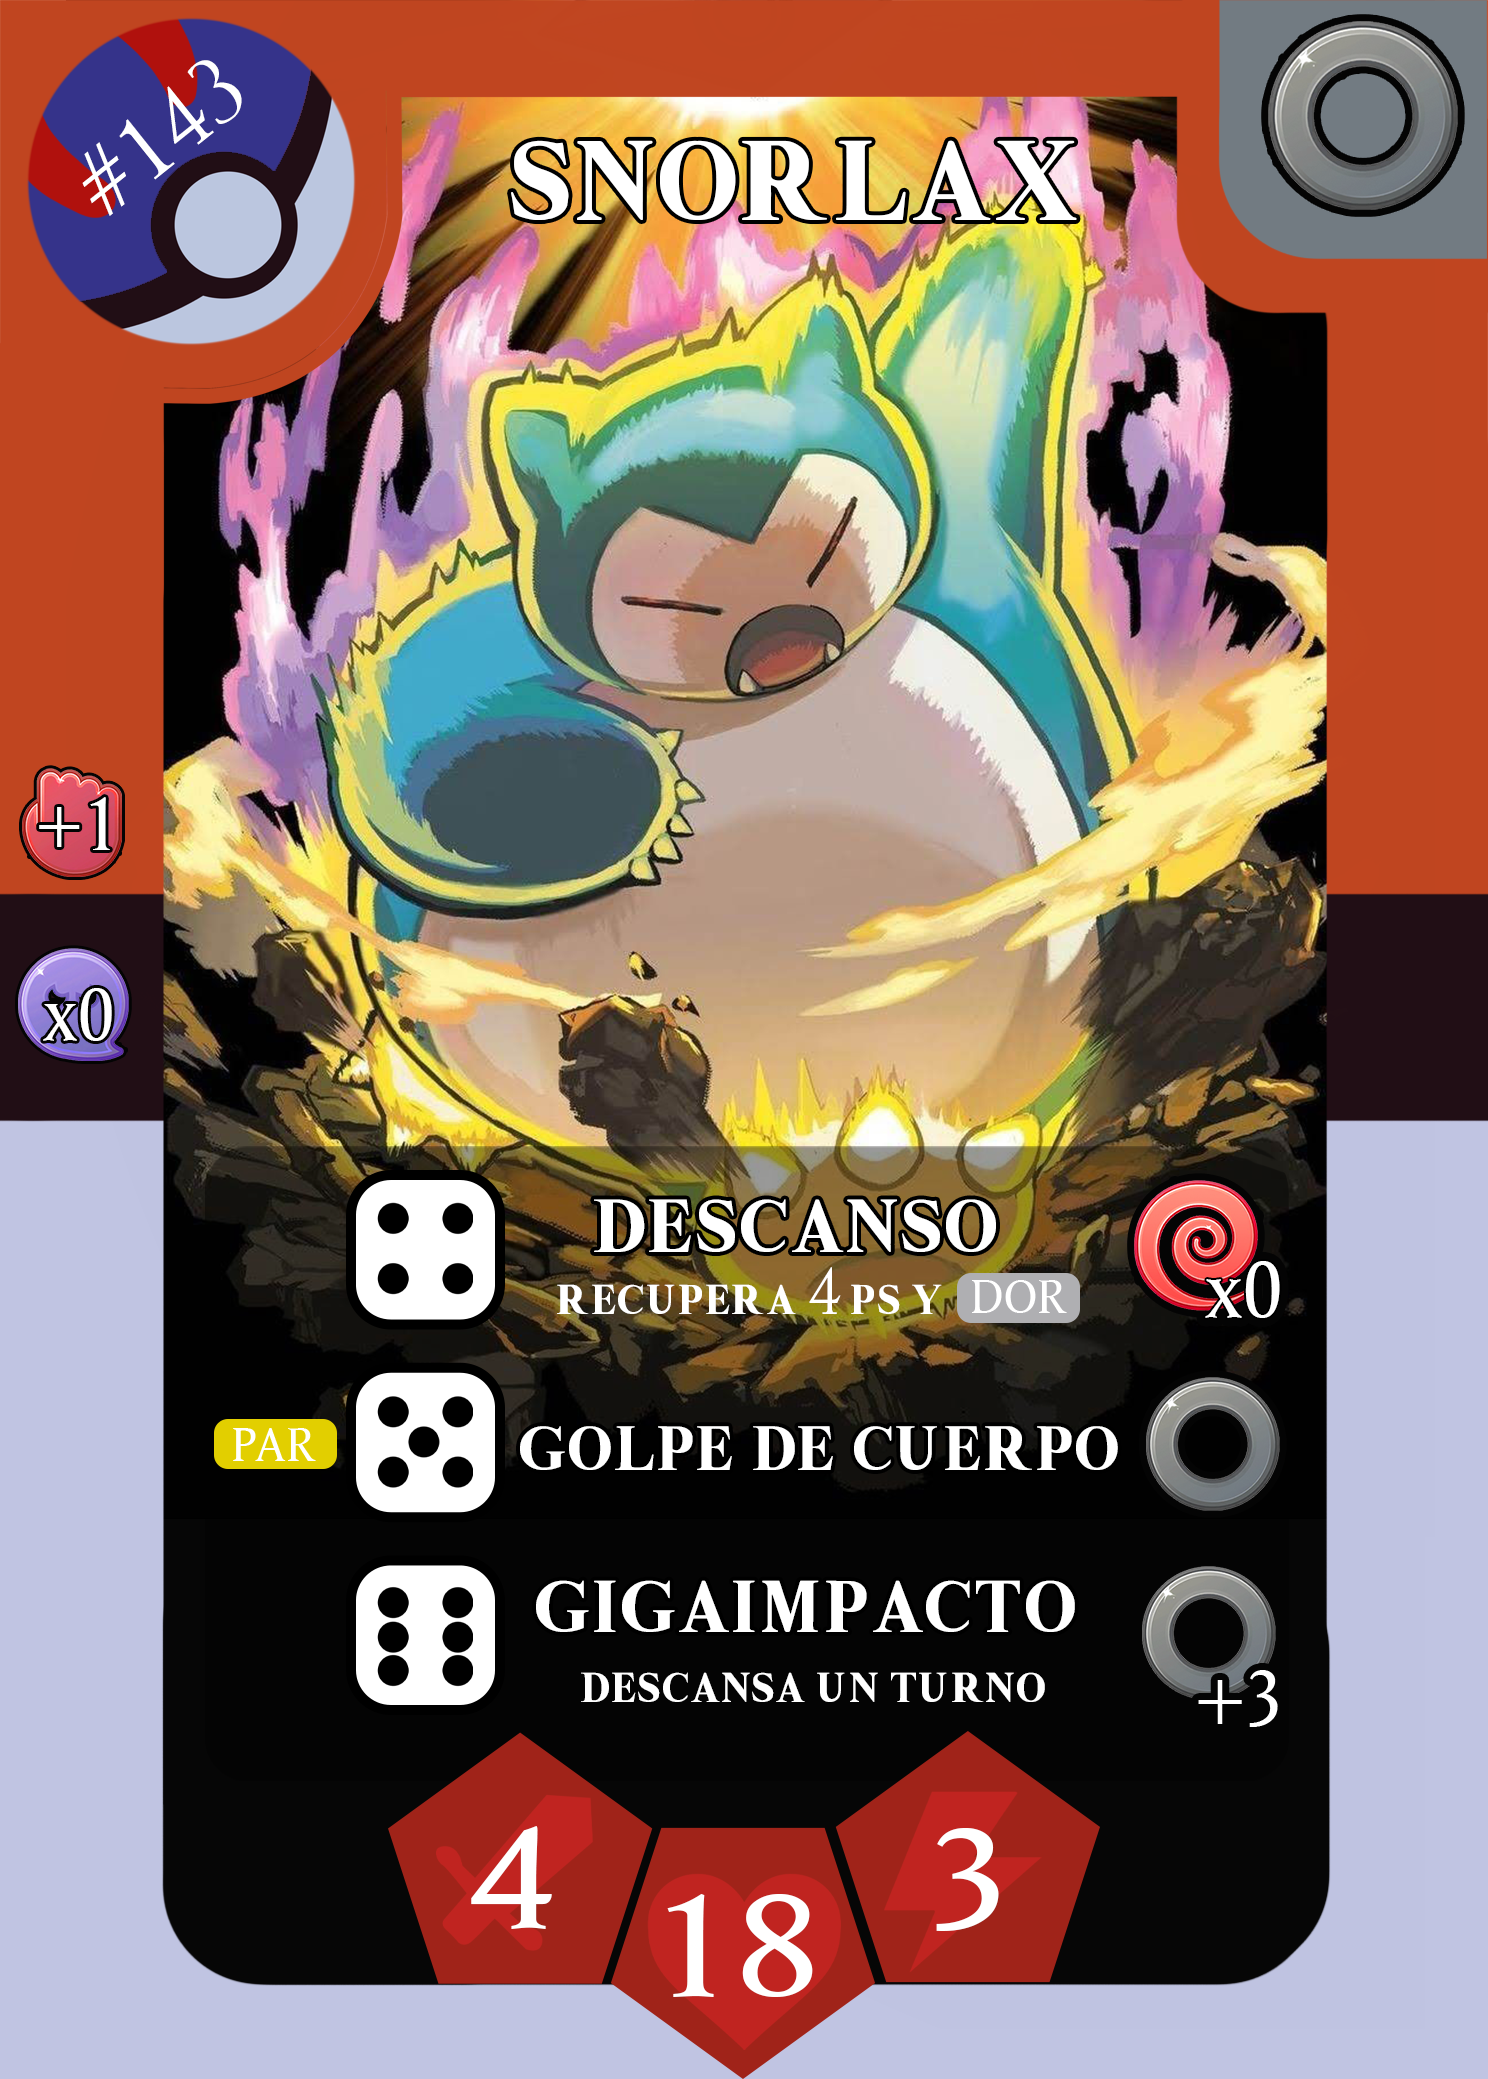 #143
SNORLAX
+1
x0
DESCANSO
RECUPERA 4 PS Y DOR
x0
PAR
GOLPE DE CUERPO
GIGAIMPACTO
DESCANSA UN TURNO
+3
4
18
3